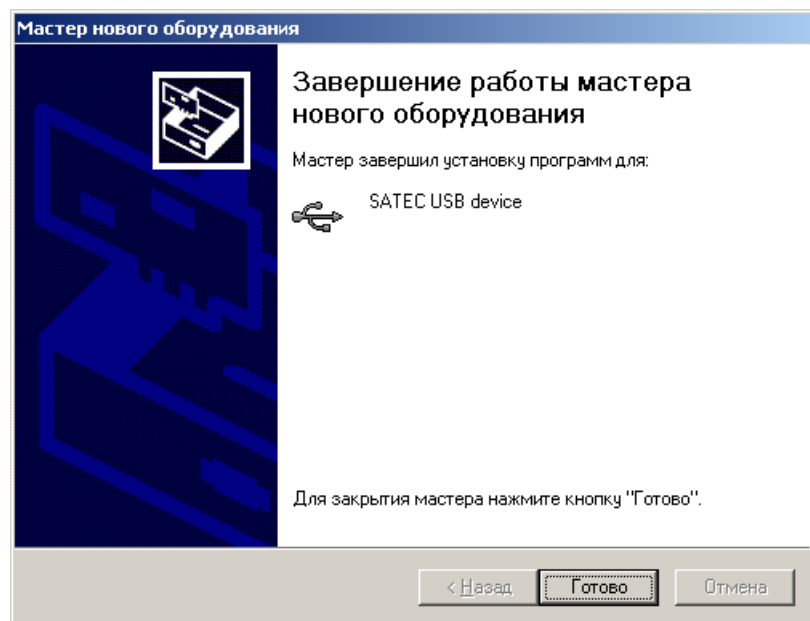 Мастер нового оборудования
Завершение работы мастера
нового оборудования
Мастер завершил установку программ для:
SATEC USB device
Для закрытия мастера нажмите кнопку "Готово".
< Назад
Готово
Отмена